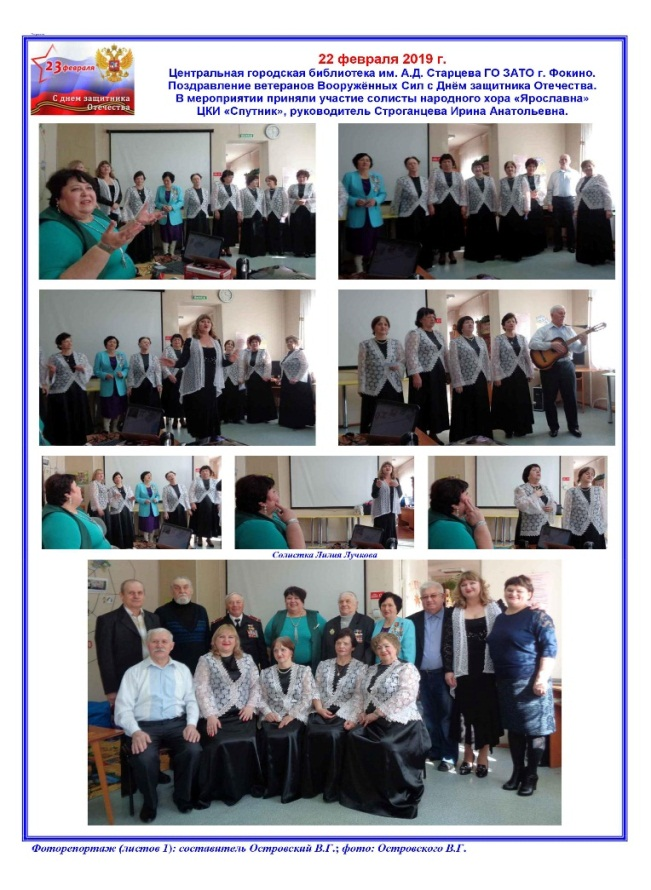 22 февраля 2019 г.
23 февраля
С днем защитника
Отечества
Центральная городская библиотека им. А.Д. Старцева ГО ЗАТО г. Фокино.
Поздравление ветеранов Вооружённых Сил с Днём защитника Отечества.
В мероприятии приняли участие солисты народного хора «Ярославна»
ЦКИ «Спутник», руководитель Строганцева Ирина Анатольевна.
Солистка Лилия Лучкова
Фоторепортаж (листов 1): составитель Островский В.Г.; фото: Островского В.Г.